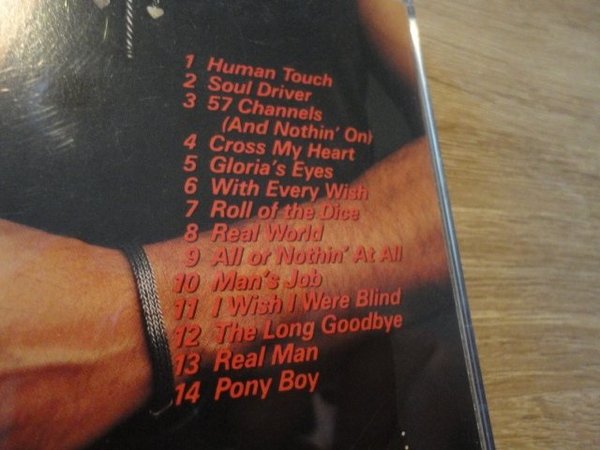 1 Human Touch
2 Soul Driver
3 57 Channels
(And Nothin' On)
4 Cross My Heart
5 Gloria's Eyes
6 With Every Wish
7 Roll of the Dice
8 Real World
9 All or Nothin' At All
10 Man's Job
11 I Wish I Were Blind
12 The Long Goodbye
13 Real Man
14 Pony Boy